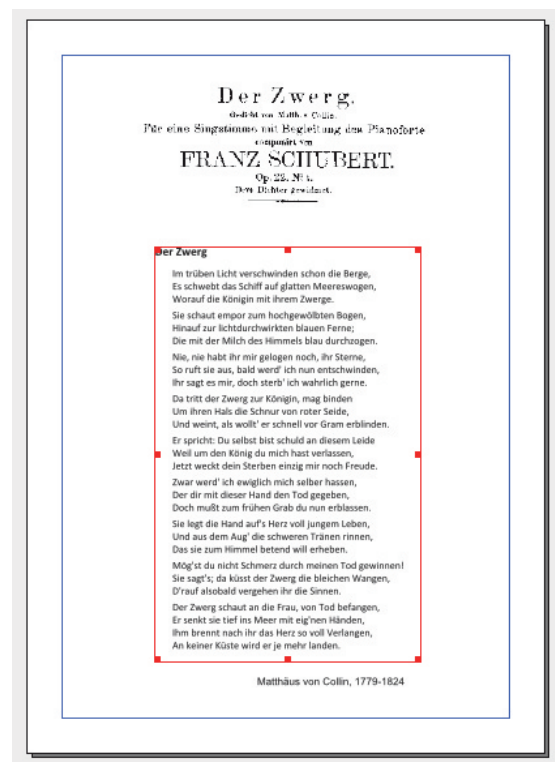 Der Zwerg.
Gedicht von Matthäus Collin.
Für eine Singstimme mit Begleitung des Pianoforte
componirt von
FRANZ SCHUBERT.
Op. 22. Nº 1.
Dem Dichter gewidmet.
Der Zwerg
Im trüben Licht verschwinden schon die Berge,
Es schwebt das Schiff auf glatten Meereswogen,
Worauf die Königin mit ihrem Zwerge.
Sie schaut empor zum hochgewölbten Bogen,
Hinauf zur lichtdurchwirkten blauen Ferne;
Die mit der Milch des Himmels blau durchzogen.
Nie, nie habt ihr mir gelogen noch, ihr Sterne,
So ruft sie aus, bald werd' ich nun entschwinden,
Ihr sagt es mir, doch sterb' ich wahrlich gerne.
Da tritt der Zwerg zur Königin, mag binden
Um ihren Hals die Schnur von roter Seide,
Und weint, als wollt' er schnell vor Gram erblinden.
Er spricht: Du selbst bist schuld an diesem Leide
Weil um den König du mich hast verlassen,
Jetzt weckt dein Sterben einzig mir noch Freude.
Zwar werd' ich ewiglich mich selber hassen,
Der dir mit dieser Hand den Tod gegeben,
Doch mußt zum frühen Grab du nun erblassen.
Sie legt die Hand auf's Herz voll jungem Leben,
Und aus dem Aug' die schweren Tränen rinnen,
Das sie zum Himmel betend will erheben.
Mög'st du nicht Schmerz durch meinen Tod gewinnen!
Sie sagt's; da küsst der Zwerg die bleichen Wangen,
D'rauf alsobald vergehen ihr die Sinnen.
Der Zwerg schaut an die Frau, von Tod befangen,
Er senkt sie tief ins Meer mit eig'nen Händen,
Ihm brennt nach ihr das Herz so voll Verlangen,
An keiner Küste wird er je mehr landen.
Matthäus von Collin, 1779-1824